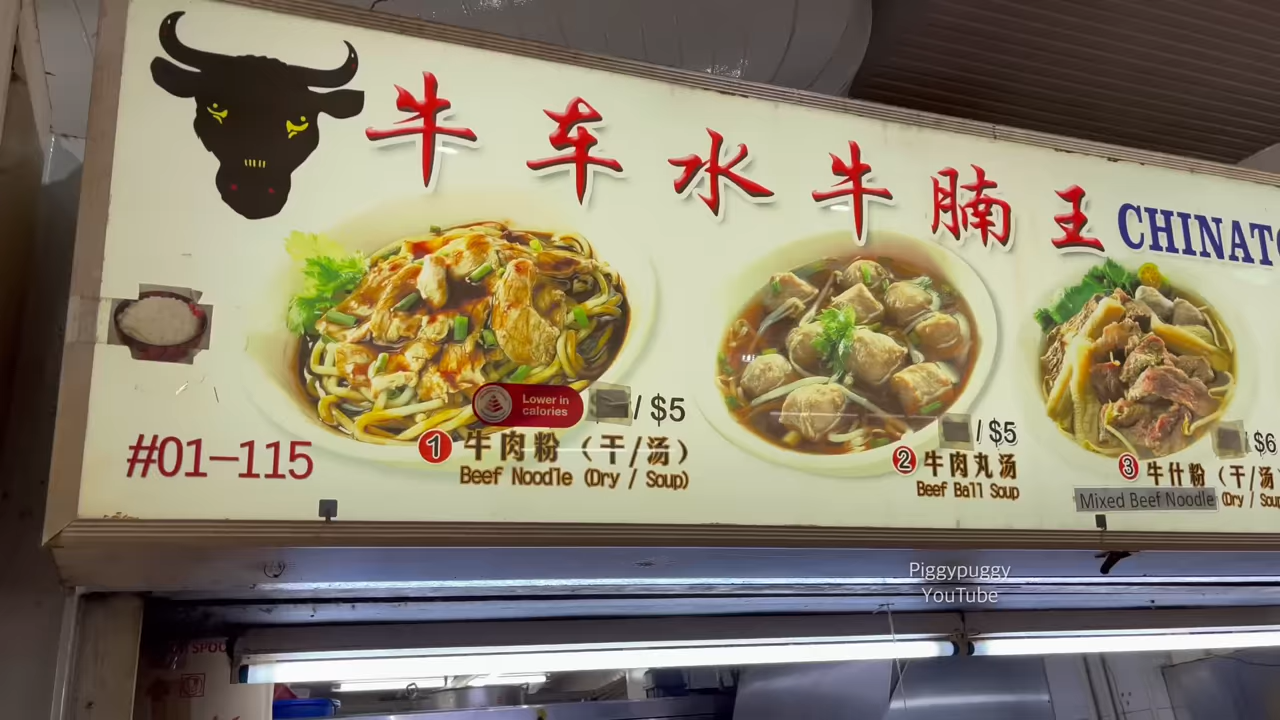 牛车水牛腩王 CHINATO
Lower in
calories
/ $5
/ $5
/ $6
#01-115
1 牛肉粉 (干/汤)
Beef Noodle (Dry / Soup)
2 牛肉丸汤
Beef Ball Soup
3 牛什粉 (干/汤
Mixed Beef Noodle (Dry / Soup
Piggypuggy
YouTube
SPOO